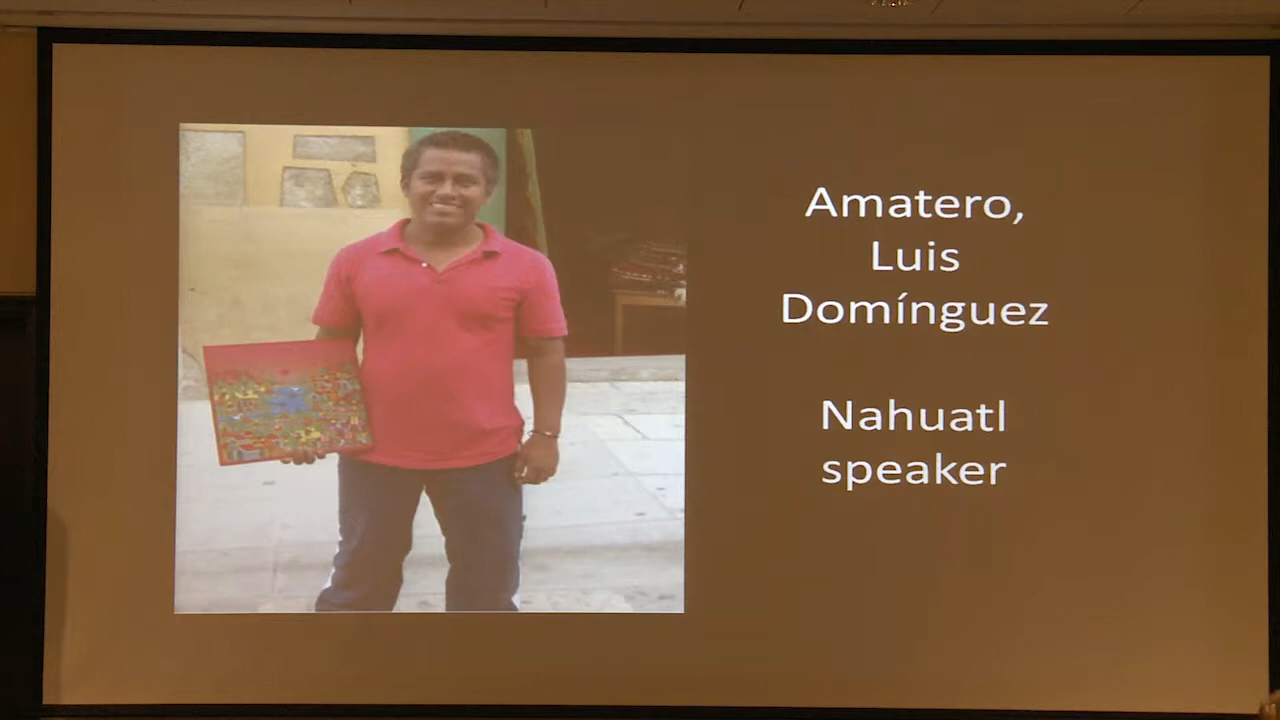 Amatero,
Luis
Domínguez
Nahuatl
speaker